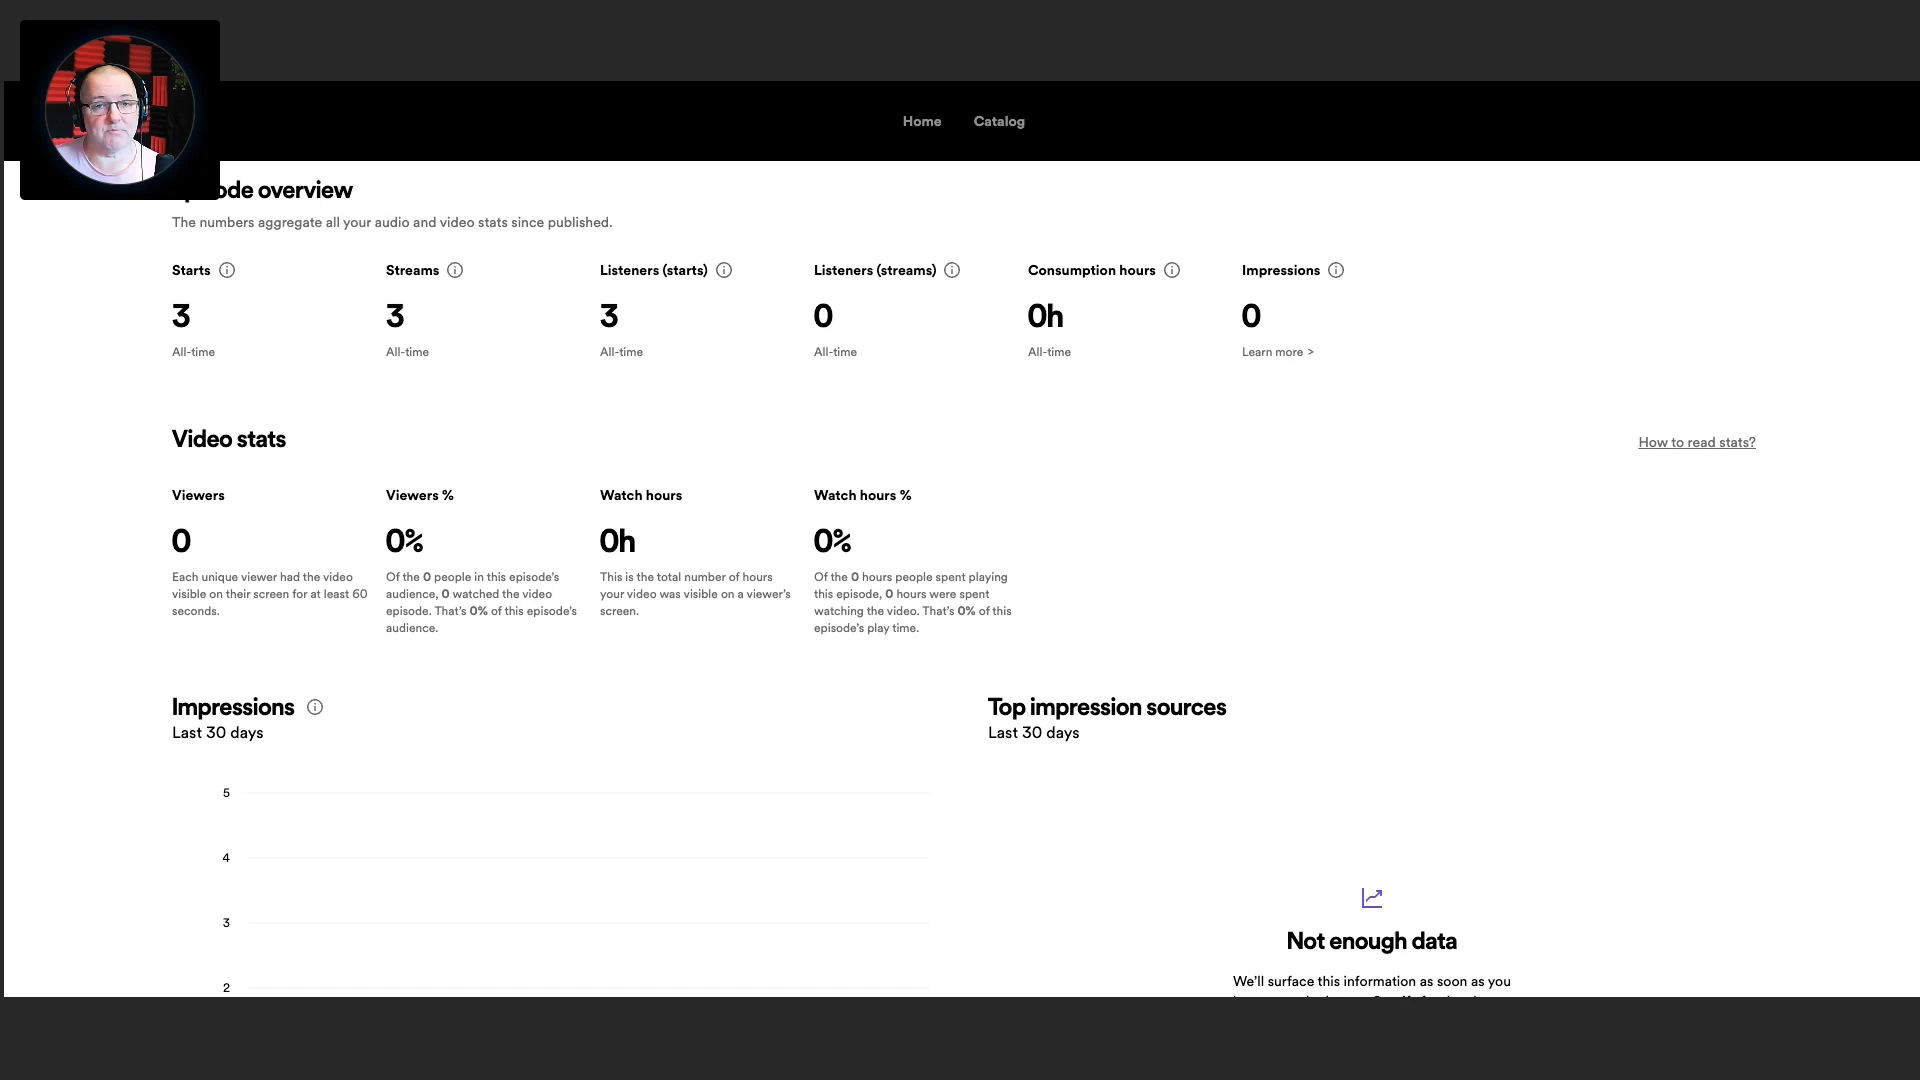 Home
Catalog
ode overview
The numbers aggregate all your audio and video stats since published.
Starts
Streams
Listeners (starts)
Listeners (streams)
Consumption hours
Impressions
3
3
3
0
0h
0
All-time
All-time
All-time
All-time
All-time
Learn more >
Video stats
How to read stats?
Viewers
Viewers %
Watch hours
Watch hours %
0
0%
0h
0%
Each unique viewer had the video
visible on their screen for at least 60
seconds.
Of the 0 people in this episode’s
audience, 0 watched the video
episode. That’s 0% of this episode’s
audience.
This is the total number of hours
your video was visible on a viewer’s
screen.
Of the 0 hours people spent playing
this episode, 0 hours were spent
watching the video. That’s 0% of this
episode’s play time.
Impressions
Last 30 days
5
4
3
2
Top impression sources
Last 30 days
Not enough data
We’ll surface this information as soon as you